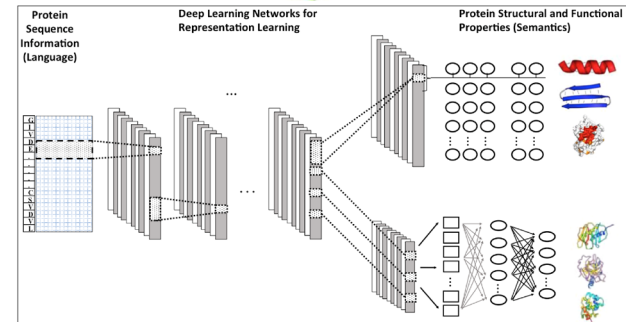 Protein
Sequence
Information
(Language)
Deep Learning Networks for
Representation Learning
Protein Structural and Functional
Properties (Semantics)
...
...
G
I
V
D
D
C
S
V
D
V
L